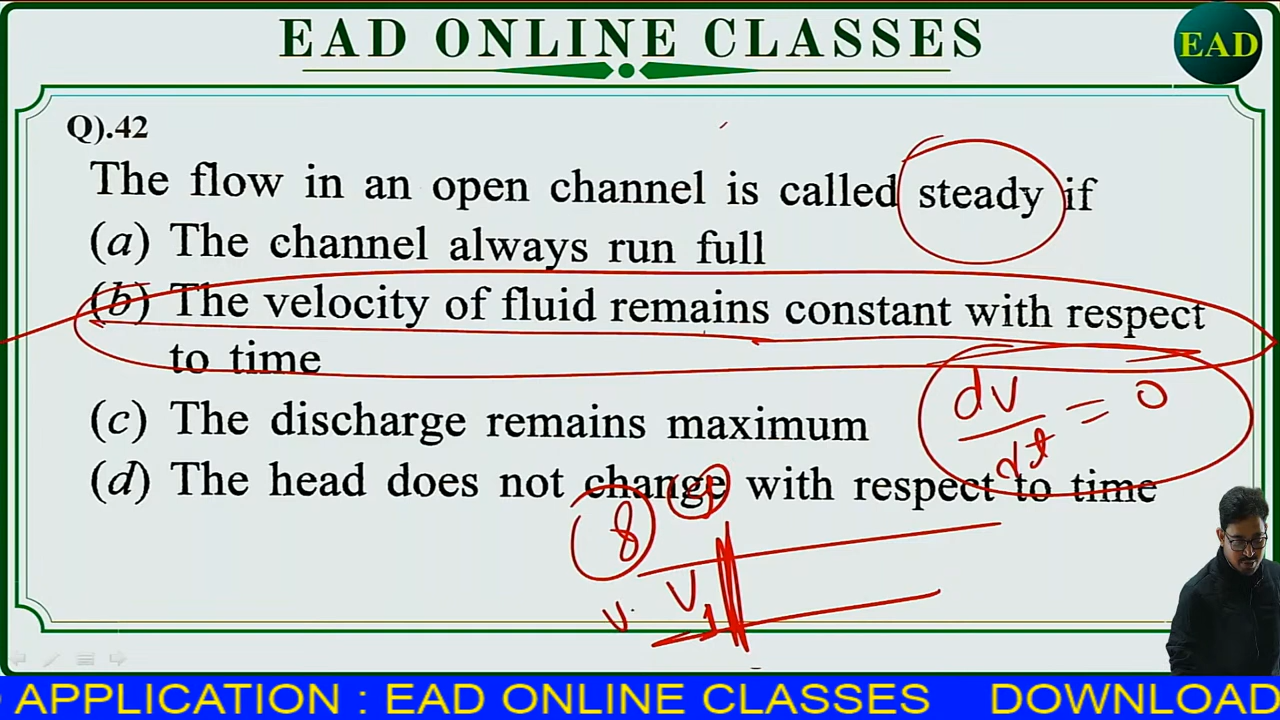 EAD ONLINE CLASSES
EAD
Q).42
The flow in an open channel is called steady if
(a) The channel always run full
(b) The velocity of fluid remains constant with respect
to time
(c) The discharge remains maximum
(d) The head does not change with respect to time
dv
dt = 0
8
V1
V
APPLICATION : EAD ONLINE CLASSES DOWNLOAD